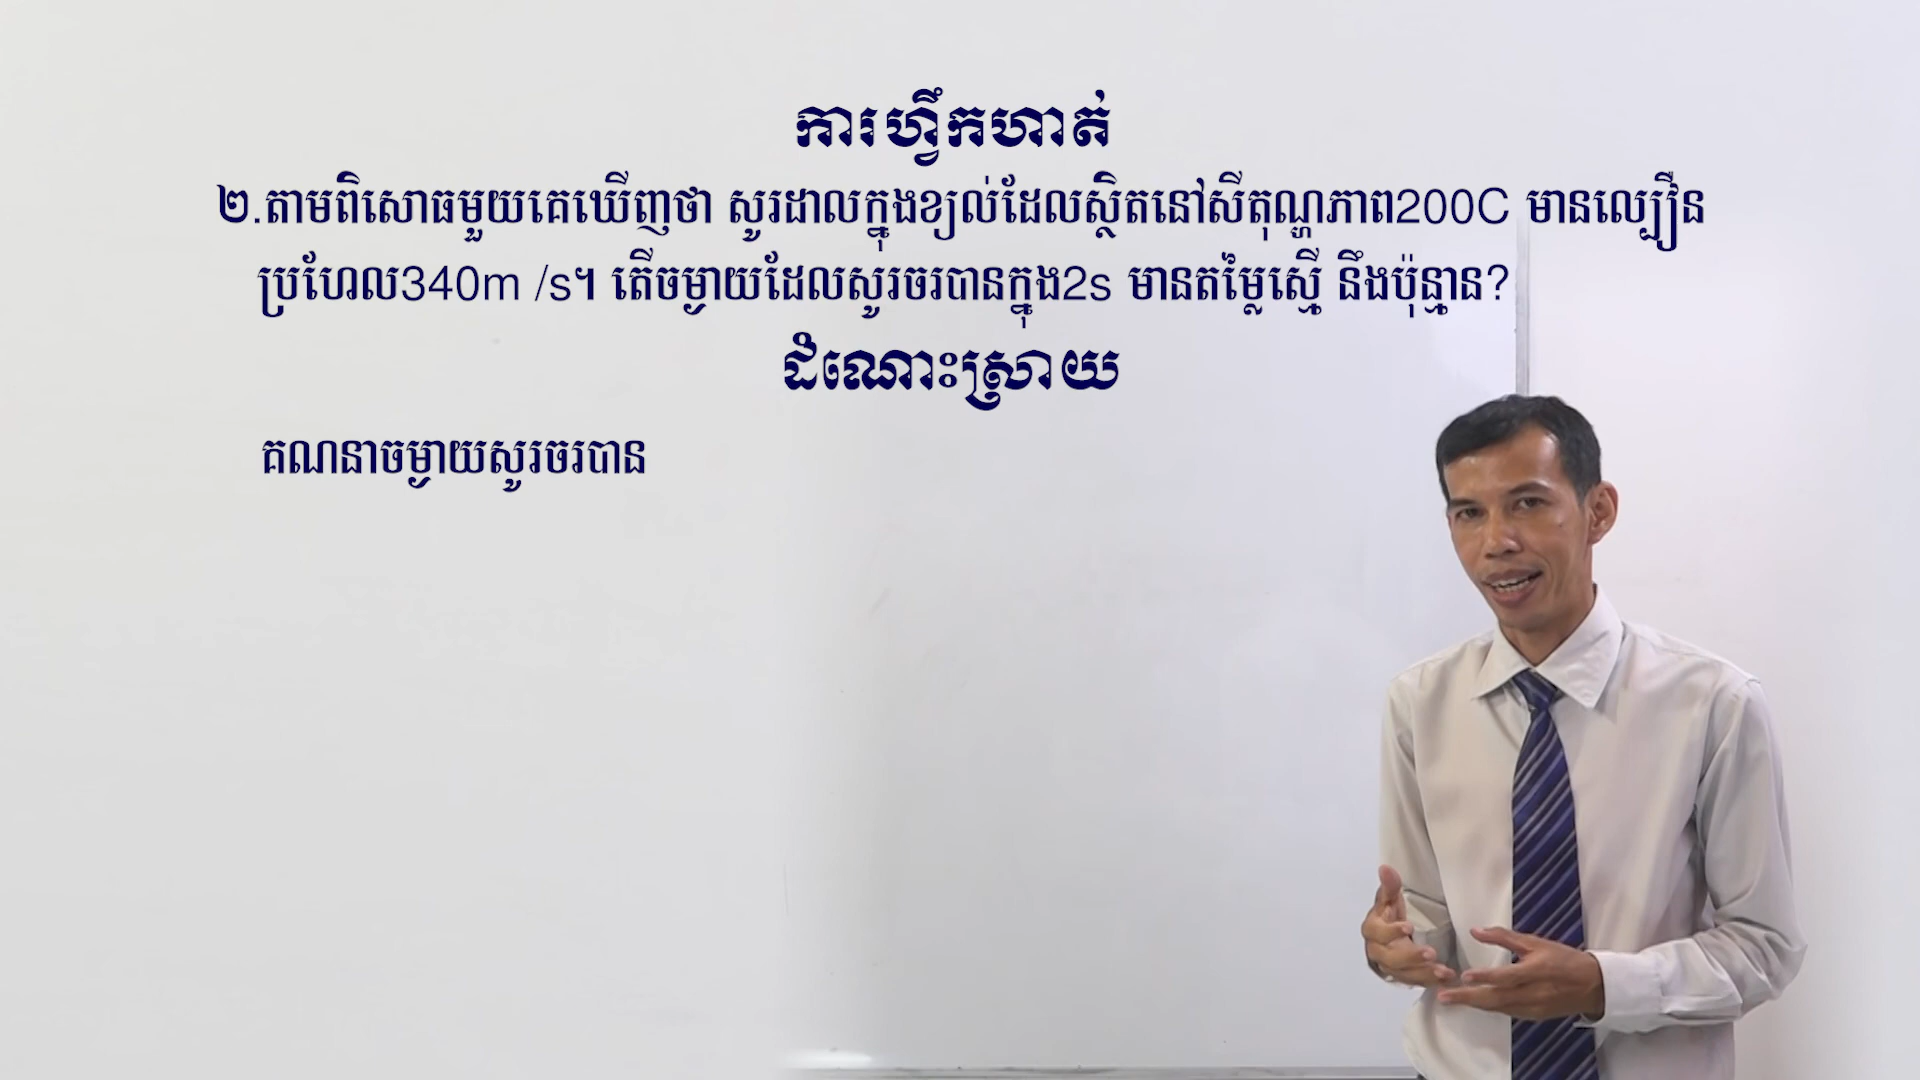 ការហ្វឹកហាត់
២.តាមពិសោធមួយគេឃើញថា សូរដាលក្នុងខ្យល់ដែលស្ថិតនៅសីតុណ្ហភាព200C មានល្បឿន
ប្រហែល340m /s។ តើចម្ងាយដែលសូរចរបានក្នុង2s មានតម្លៃស្មើ នឹងប៉ុន្មាន?
ដំណោះស្រាយ
គណនាចម្ងាយសូរចរបាន